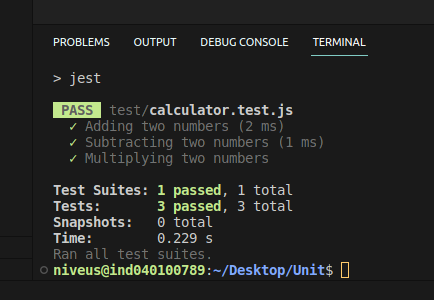 PROBLEMS OUTPUT DEBUG CONSOLE TERMINAL
> jest
PASS test/calculator.test.js
✓ Adding two numbers (2 ms)
✓ Subtracting two numbers (1 ms)
✓ Multiplying two numbers
Test Suites: 1 passed, 1 total
Tests: 3 passed, 3 total
Snapshots: 0 total
Time: 0.229 s
Ran all test suites.
niveus@ind040100789:~/Desktop/Unit$